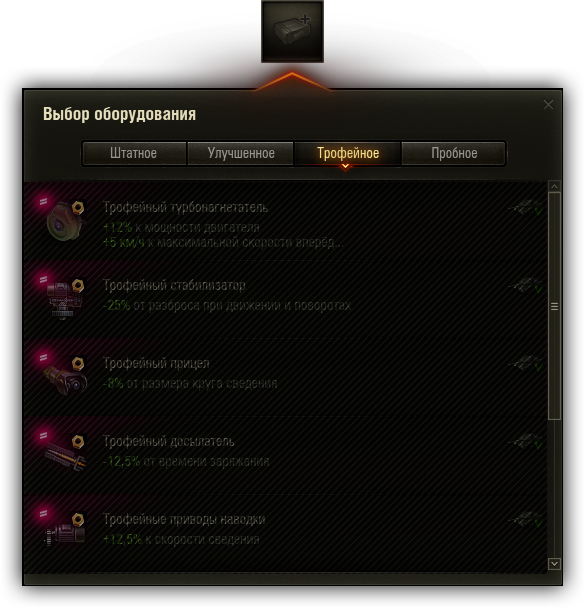 Выбор оборудования
Штатное Улучшенное Трофейное Пробное
Трофейный турбонагнетатель
+12% к мощности двигателя
+5 км/ч к максимальной скорости вперёд...
Трофейный стабилизатор
-25% от разброса при движении и поворотах
Трофейный прицел
-8% от размера круга сведения
Трофейный досылатель
-12,5% от времени заряжания
Трофейные приводы наводки
+12,5% к скорости сведения